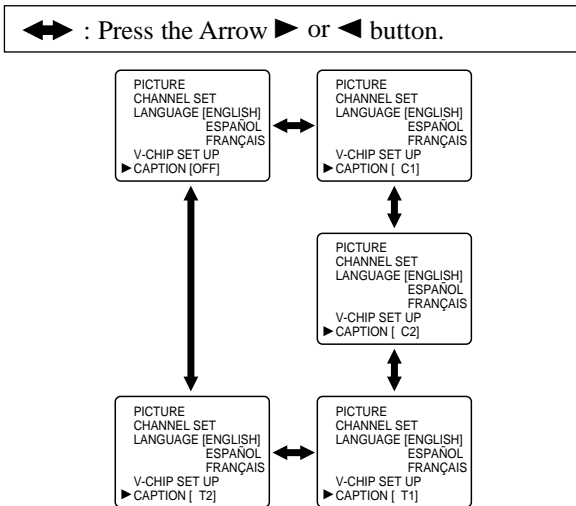 : Press the Arrow ► or ◄ button.
PICTURE
CHANNEL SET
LANGUAGE [ENGLISH]
ESPAÑOL
FRANÇAIS
V-CHIP SET UP
►CAPTION [OFF]
PICTURE
CHANNEL SET
LANGUAGE [ENGLISH]
ESPAÑOL
FRANÇAIS
V-CHIP SET UP
►CAPTION [ C1]
PICTURE
CHANNEL SET
LANGUAGE [ENGLISH]
ESPAÑOL
FRANÇAIS
V-CHIP SET UP
►CAPTION [ C2]
PICTURE
CHANNEL SET
LANGUAGE [ENGLISH]
ESPAÑOL
FRANÇAIS
V-CHIP SET UP
►CAPTION [ T2]
PICTURE
CHANNEL SET
LANGUAGE [ENGLISH]
ESPAÑOL
FRANÇAIS
V-CHIP SET UP
►CAPTION [ T1]